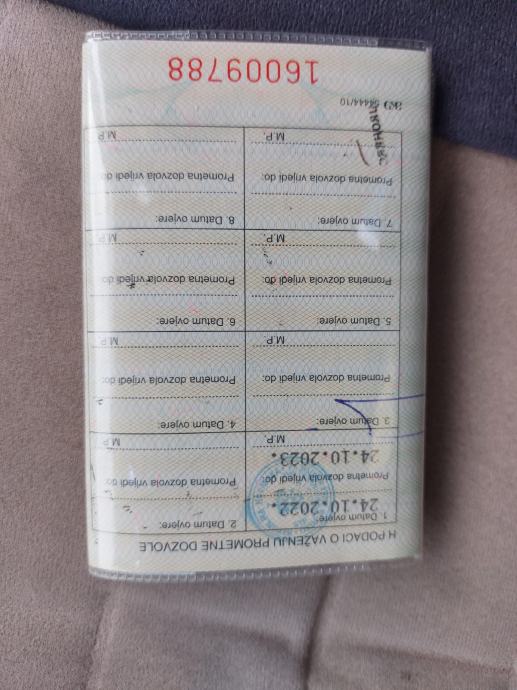 H PODACI O VAŽENJU PROMETNE DOZVOLE
1. Datum ovjere:
24.10.2022.
Prometna dozvola vrijedi do:
24.10.2023.
M.P.
2. Datum ovjere:
Prometna dozvola vrijedi do:
M.P.
3. Datum ovjere:
Prometna dozvola vrijedi do:
M.P.
4. Datum ovjere:
Prometna dozvola vrijedi do:
M.P.
5. Datum ovjere:
Prometna dozvola vrijedi do:
M.P.
6. Datum ovjere:
Prometna dozvola vrijedi do:
M.P.
7. Datum ovjere:
Prometna dozvola vrijedi do:
M.P.
8. Datum ovjere:
Prometna dozvola vrijedi do:
M.P.
16009788